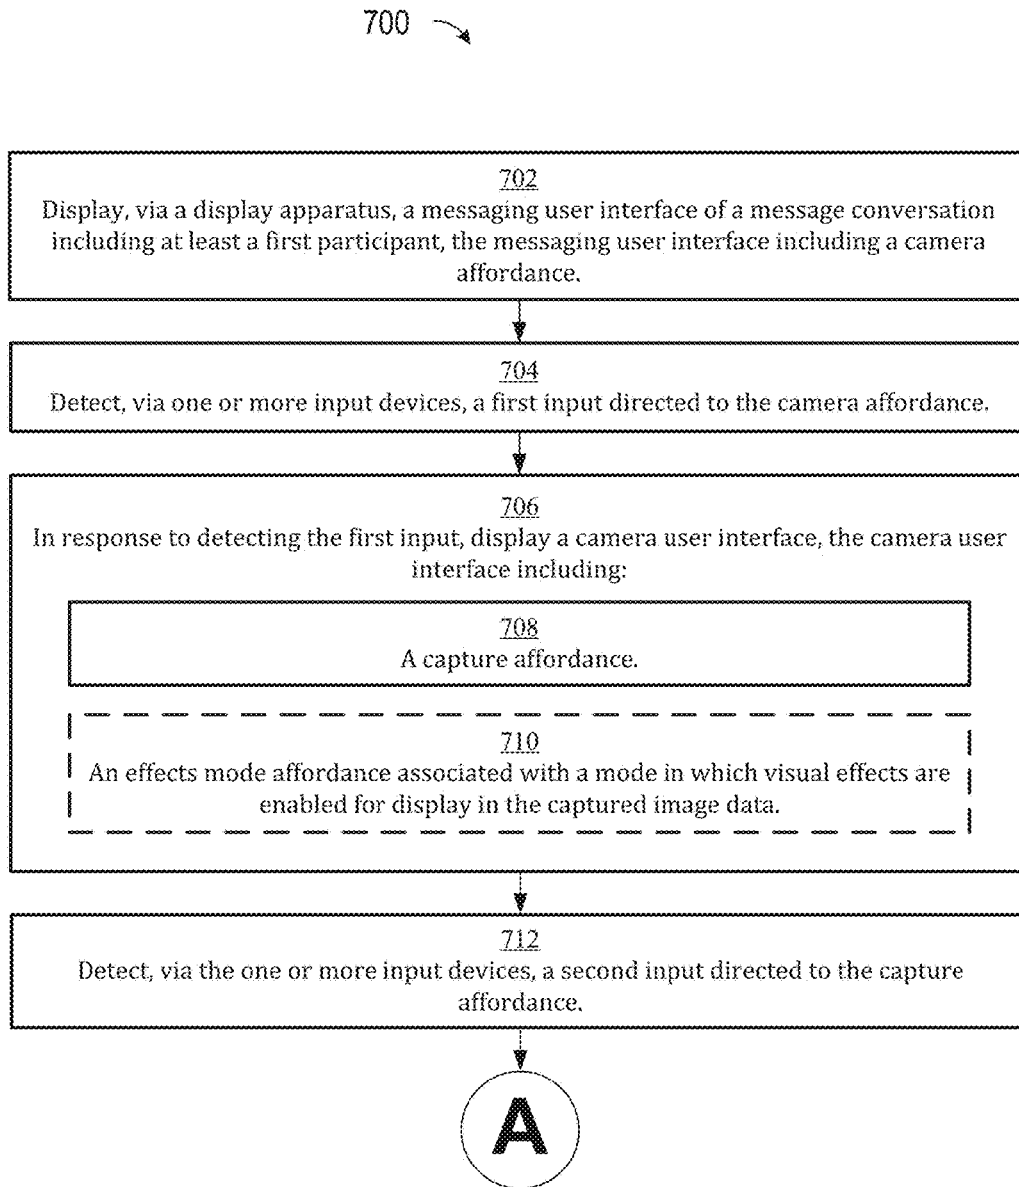 700
702
Display, via a display apparatus, a messaging user interface of a message conversation
including at least a first participant, the messaging user interface including a camera
affordance.
704
Detect, via one or more input devices, a first input directed to the camera affordance.
706
In response to detecting the first input, display a camera user interface, the camera user
interface including:
708
A capture affordance.
710
An effects mode affordance associated with a mode in which visual effects are
enabled for display in the captured image data.
712
Detect, via the one or more input devices, a second input directed to the capture
affordance.
A